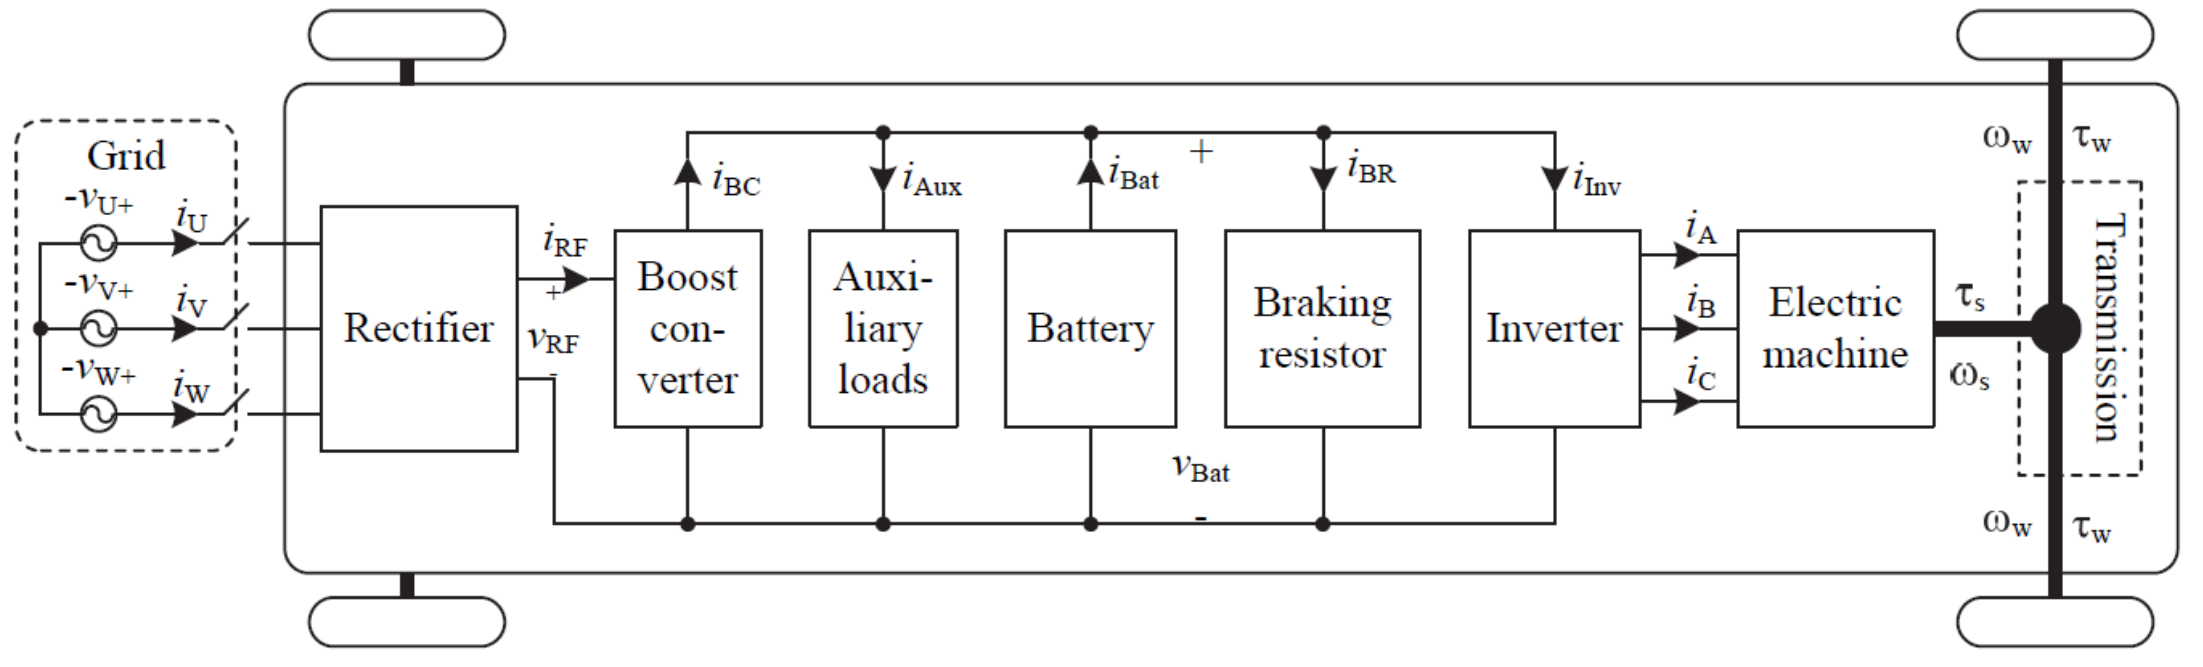 Grid
-vU+
iU
-vV+
iV
-vW+
iW
Rectifier
iRF
+
vRF
-
Boost
con-
verter
iBC
Auxi-
liary
loads
iAux
Battery
iBat
+
vBat
-
Braking
resistor
iBR
Inverter
iInv
iA
iB
iC
Electric
machine
τs
ωs
ωw τw
Transmission
ωw τw